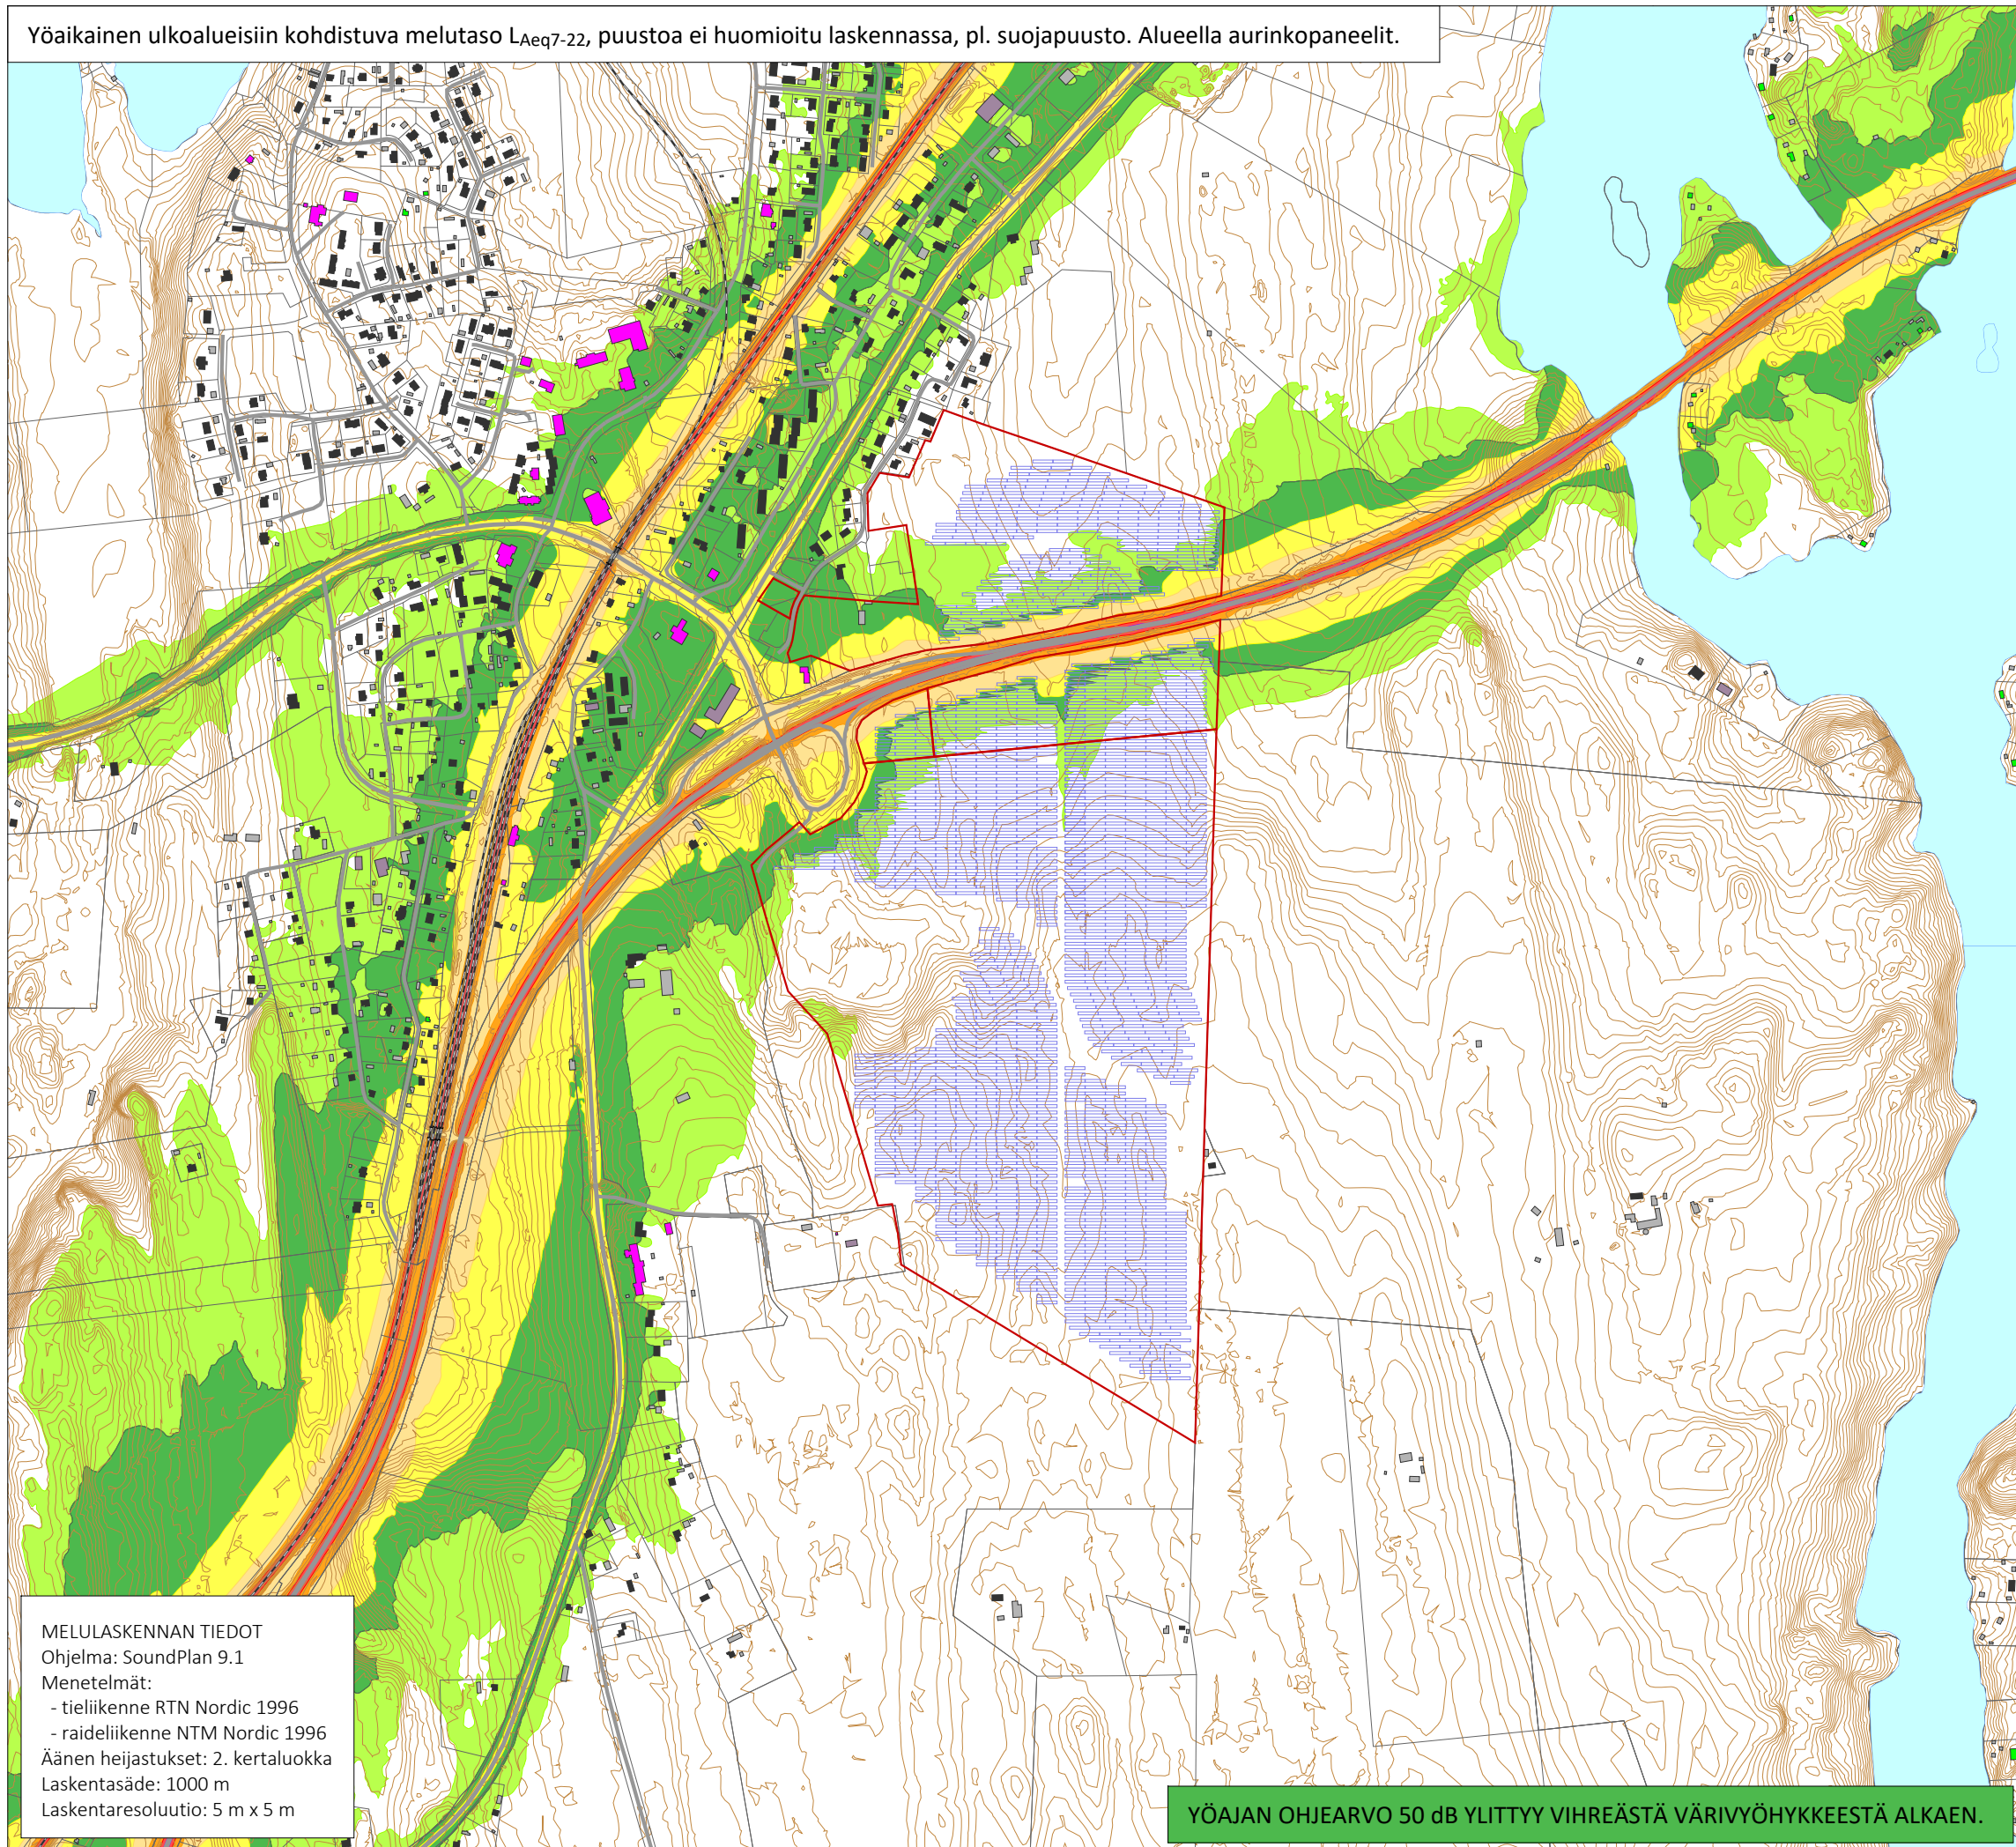 Yöaikainen ulkoalueisiin kohdistuva melutaso LAeq7-22, puustoa ei huomioitu laskennassa, pl. suojapuusto. Alueella aurinkopaneelit.
MELULASKENNAN TIEDOT
Ohjelma: SoundPlan 9.1
Menetelmät:
- tieliikenne RTN Nordic 1996
- raideliikenne NTM Nordic 1996
Äänen heijastukset: 2. kertaluokka
Laskentasäde: 1000 m
Laskentaresoluutio: 5 m x 5 m
YÖAJAN OHJEARVO 50 dB YLITTYY VIHREÄSTÄ VÄRIVYÖHYKKEESTÄ ALKAEN.